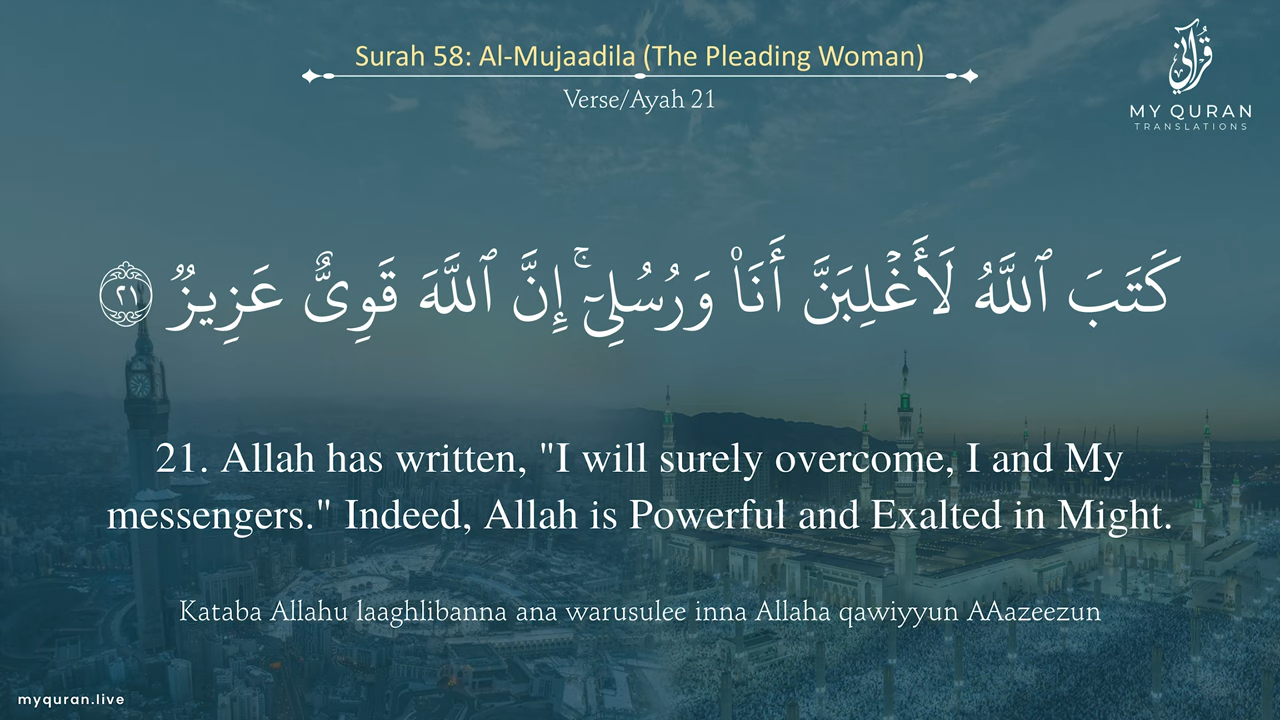 Surah 58: Al-Mujaadila (The Pleading Woman)
Verse/Ayah 21
قرآني
MY QURAN
TRANSLATIONS
كَتَبَ ٱللَّهُ لَأَغْلِبَنَّ أَنَا۠ وَرُسُلِىٓ ۚ إِنَّ ٱللَّهَ قَوِىٌّ عَزِيزٌ ٢١
21. Allah has written, "I will surely overcome, I and My
messengers." Indeed, Allah is Powerful and Exalted in Might.
Kataba Allahu laaghlibanna ana warusulee inna Allaha qawiyyun AAazeezun
myquran.live